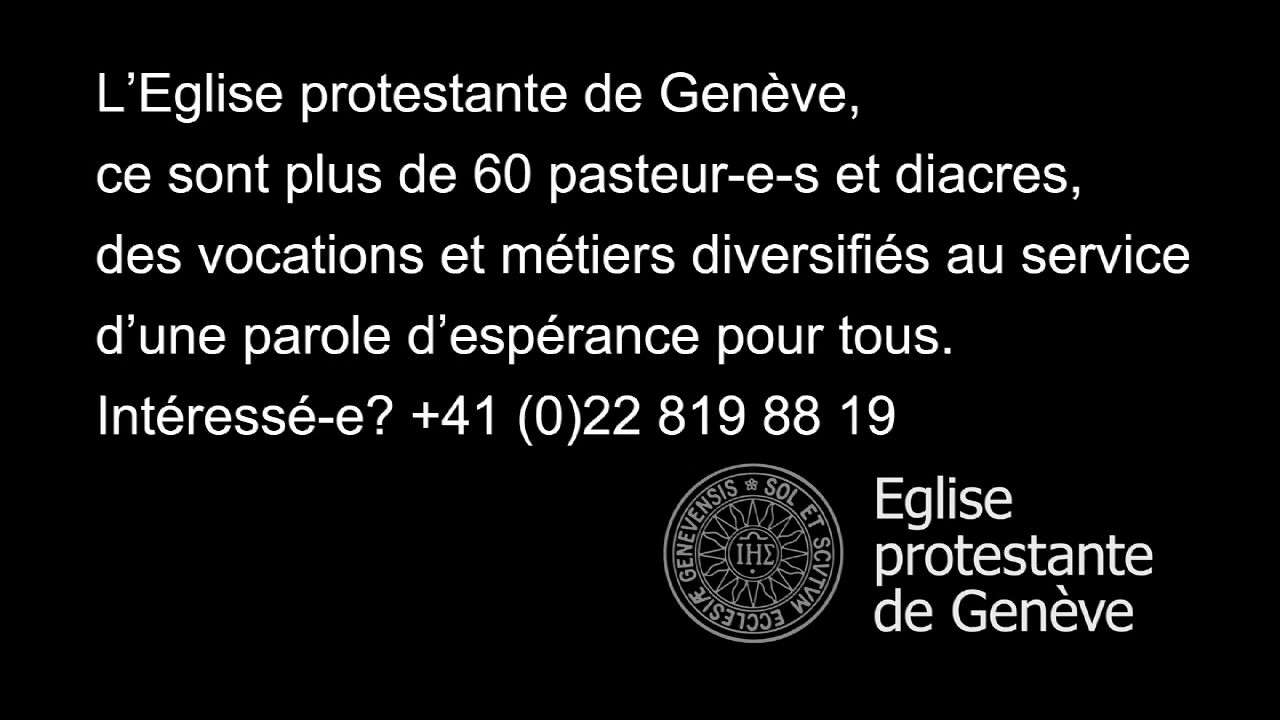 L’Eglise protestante de Genève,
ce sont plus de 60 pasteur-e-s et diacres,
des vocations et métiers diversifiés au service
d’une parole d’espérance pour tous.
Intéressé-e? +41 (0)22 819 88 19
SOL ET SCVTVM ECCLESIÆ GENEVENSIS
IHΣ
Eglise
protestante
de Genève